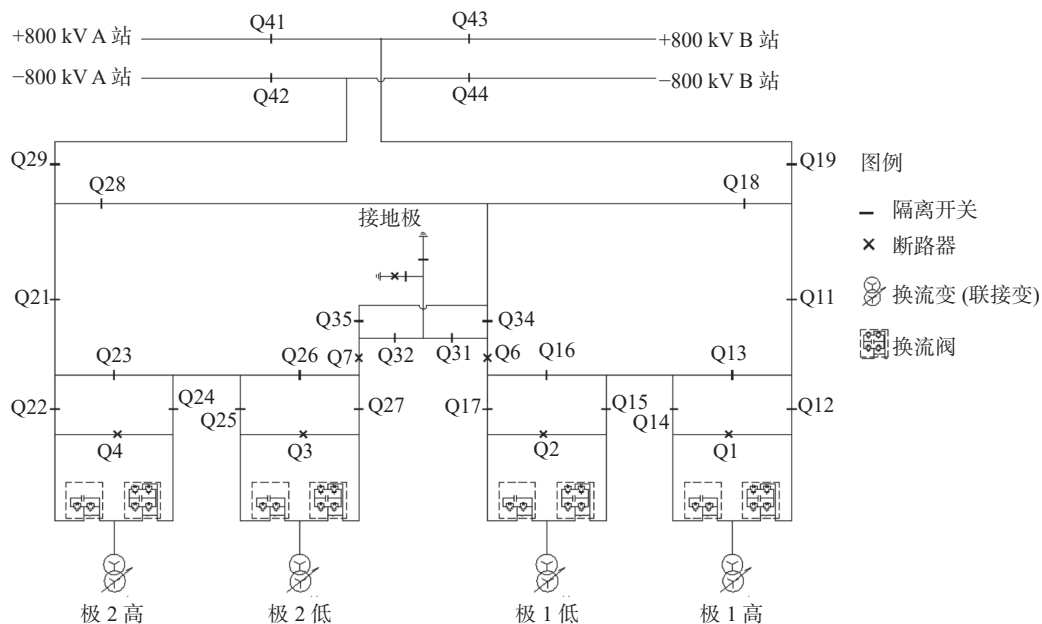 Q41
Q43
+800 kV A 站
+800 kV B 站
−800 kV A 站
−800 kV B 站
Q42
Q44
Q29
Q19
图例
Q28
Q18
隔离开关
接地极
断路器
Q21
Q11
换流变 (联接变)
Q35
Q34
Q32
Q31
换流阀
Q23
Q26
Q7
Q6
Q16
Q13
Q24
Q22
Q25
Q27
Q17
Q15
Q14
Q12
Q4
Q3
Q2
Q1
极 2 高
极 2 低
极 1 低
极 1 高